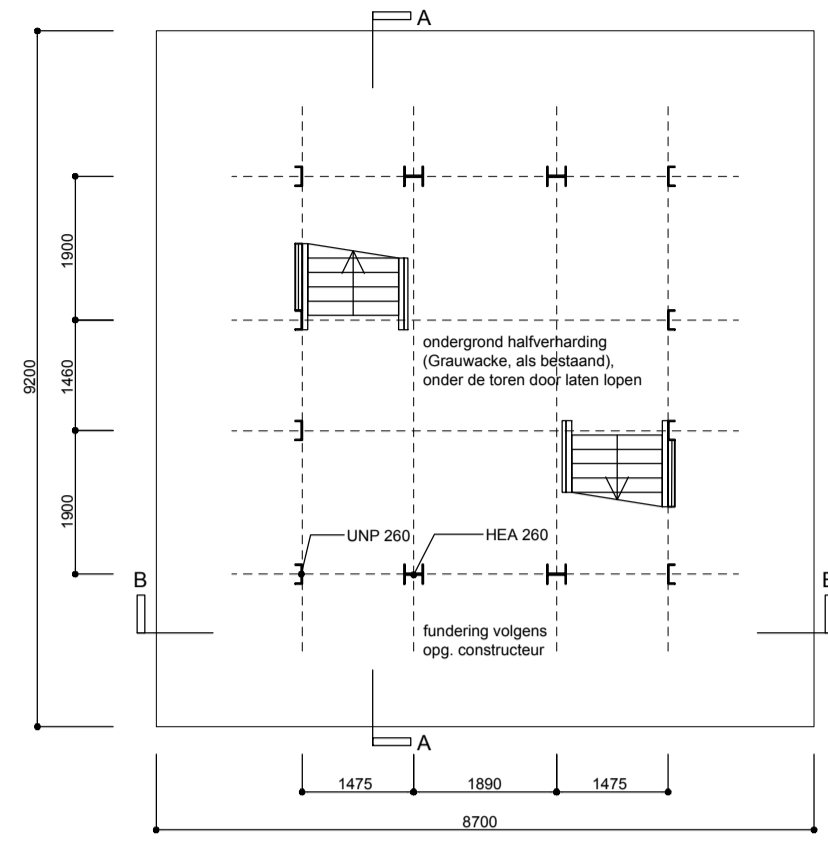 A
1900
1460
1900
9200
ondergrond halfverharding
(Grauwacke, als bestaand),
onder de toren door laten lopen
UNP 260
HEA 260
B
B
fundering volgens
opg. constructeur
A
1475
1890
1475
8700